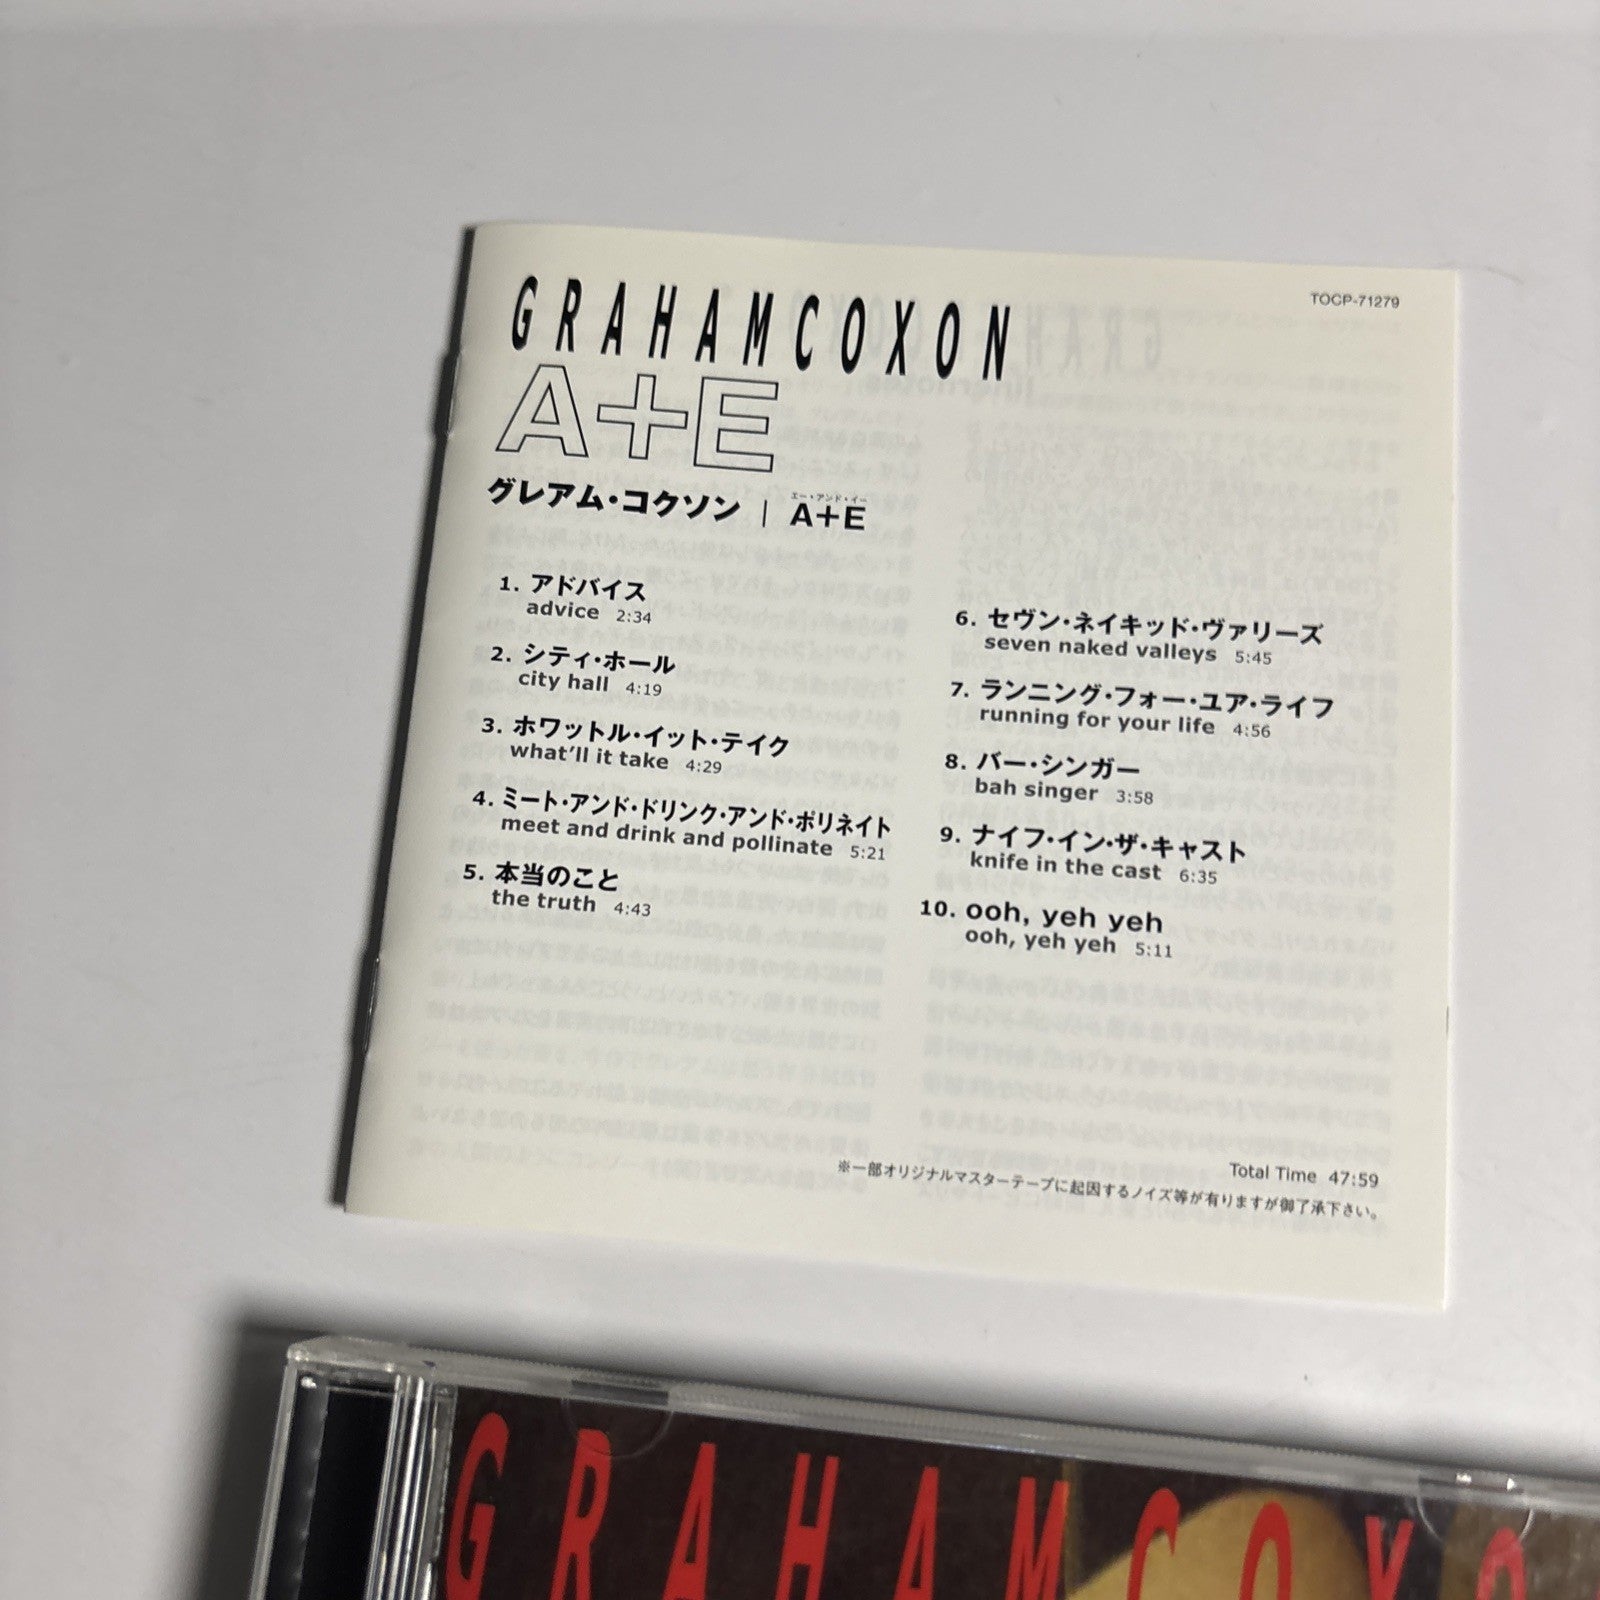 TOCP-71279
GRAHAMCOXON
A+E
グレアム・コクソン | A+E
エー・アンド・イー
1. アドバイス
advice 2:34
2. シティ・ホール
city hall 4:19
3. ホワットル・イット・テイク
what'll it take 4:29
4. ミート・アンド・ドリンク・アンド・ポリネイト
meet and drink and pollinate 5:21
5. 本当のこと
the truth 4:43
6. セヴン・ネイキッド・ヴァリーズ
seven naked valleys 5:45
7. ランニング・フォー・ユア・ライフ
running for your life 4:56
8. バー・シンガー
bah singer 3:58
9. ナイフ・イン・ザ・キャスト
knife in the cast 6:35
10. ooh, yeh yeh
ooh, yeh yeh 5:11
Total Time 47:59
※一部オリジナルマスターテープに起因するノイズ等が有りますが御了承下さい。
GRAHAMCOXO